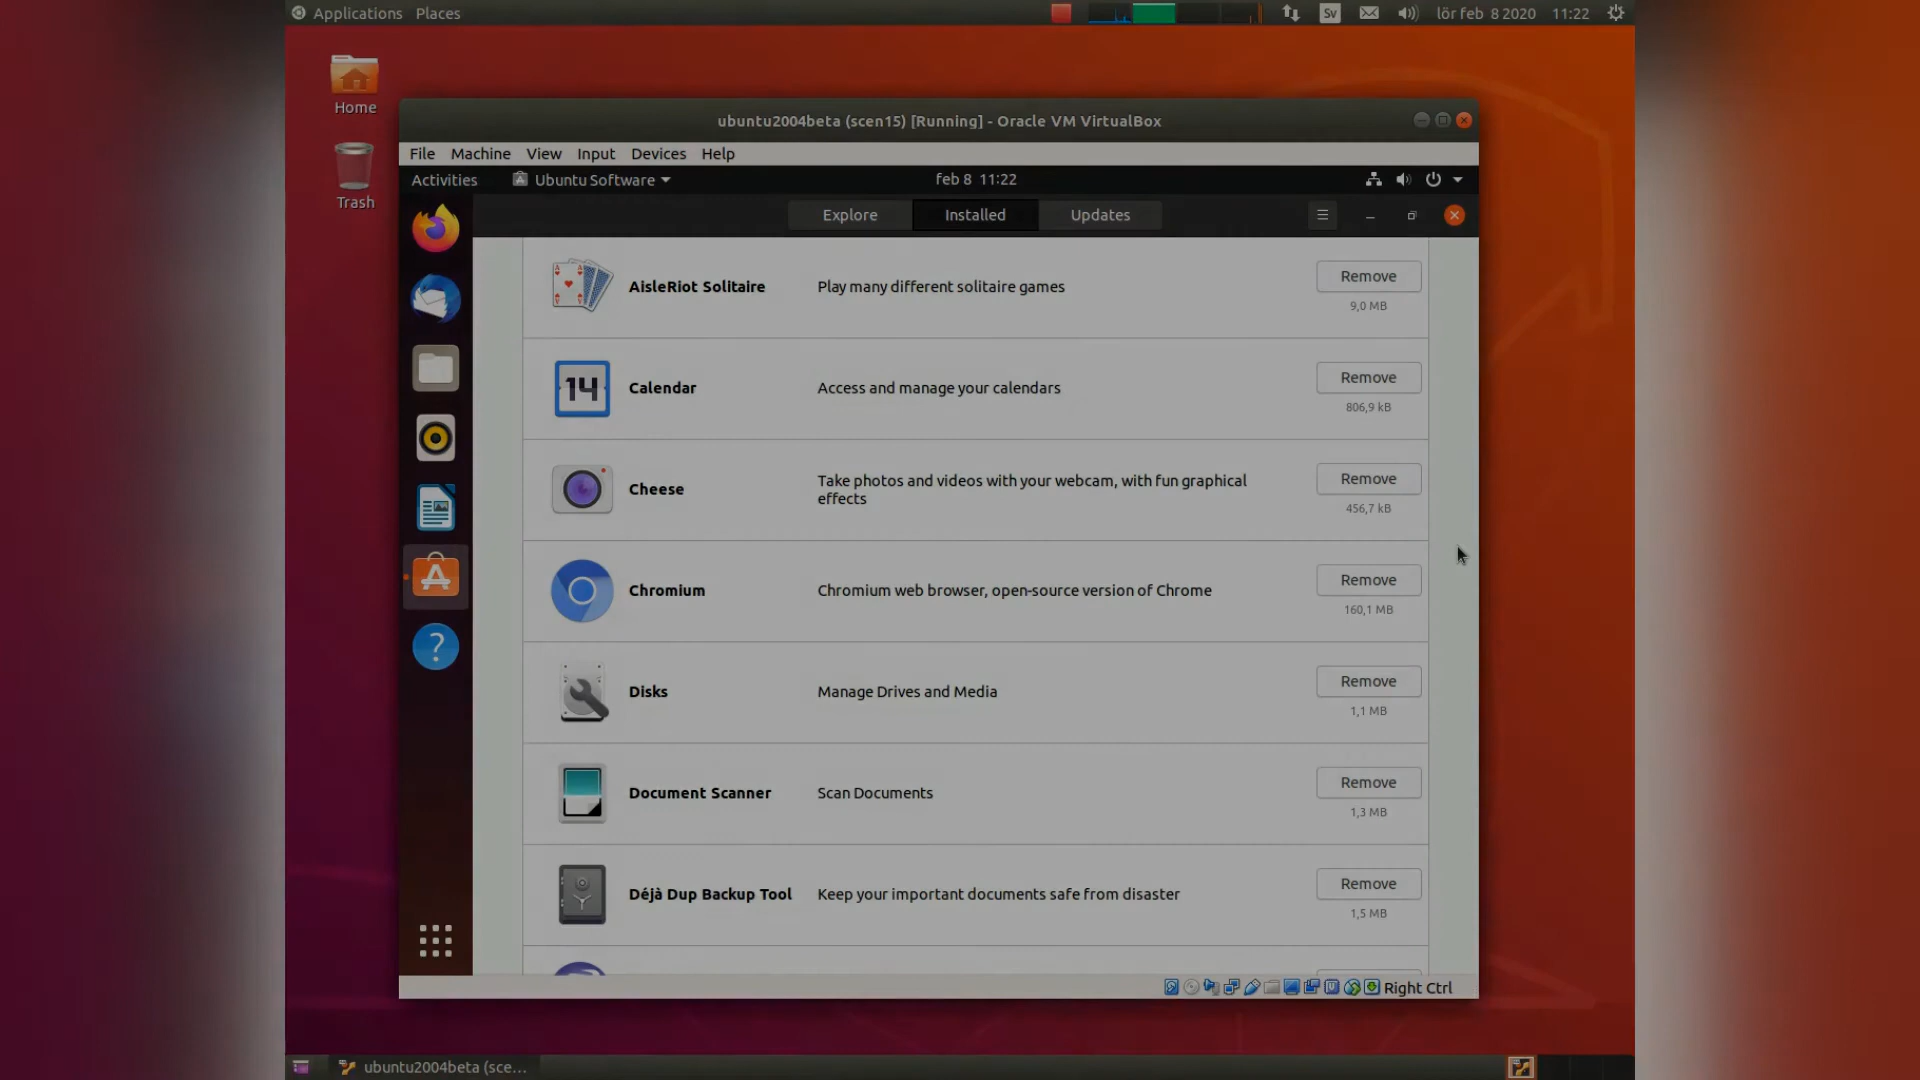 Applications Places
Sv
lör feb 8 2020 11:22
Home
Trash
ubuntu2004beta (scen15) [Running] - Oracle VM VirtualBox
File Machine View Input Devices Help
Activities Ubuntu Software feb 8 11:22
Explore Installed Updates
AisleRiot Solitaire Play many different solitaire games Remove
9,0 MB
14
Calendar Access and manage your calendars Remove
806,9 kB
Cheese Take photos and videos with your webcam, with fun graphical
effects
Remove
456,7 kB
Chromium Chromium web browser, open-source version of Chrome Remove
160,1 MB
Disks Manage Drives and Media Remove
1,1 MB
Document Scanner Scan Documents Remove
1,3 MB
Déjà Dup Backup Tool Keep your important documents safe from disaster Remove
1,5 MB
Right Ctrl
ubuntu2004beta (sce...